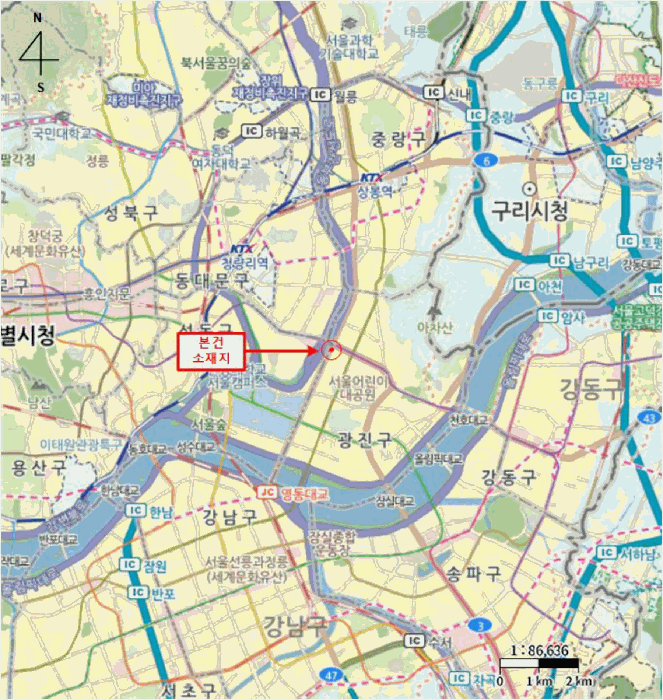 N
S
서울과학
기술대학교
태릉
북서울꿈의숲
동구릉
미아
재정비촉진지구
장위
재정비촉진지구
IC 월릉
IC 신내
IC 구리
IC 중랑
국민대학교
IC 하월곡
중랑구
동덕
여자대학교
팔각정
정릉
6
IC 남양주
KTX
상봉역
성북구
구리시청
창덕궁
(세계문화유산)
KTX
청량리역
IC 토평
IC 남구리
강동대교
동대문구
로구
흥인지문
IC 아천
별시청
성동구
아차산
IC 암사
본건
소재지
서울캠퍼스
서울어린이
대공원
강동구
남산
서울숲
천호대교
43
이태원관광특구
광진구
동호대교
성수대교
올림픽대교
용산구
강동구
한남대교
JC 영동대교
잠실대교
IC 한남
강남구
반포대교
잠실종합
운동장
IC 서하남
IC 잠원
서울선릉과정릉
(세계문화유산)
송파구
IC 반포
강남구
3
IC 수서
1 : 86,636
47
IC 자곡
서초구
0 1 km 2 km